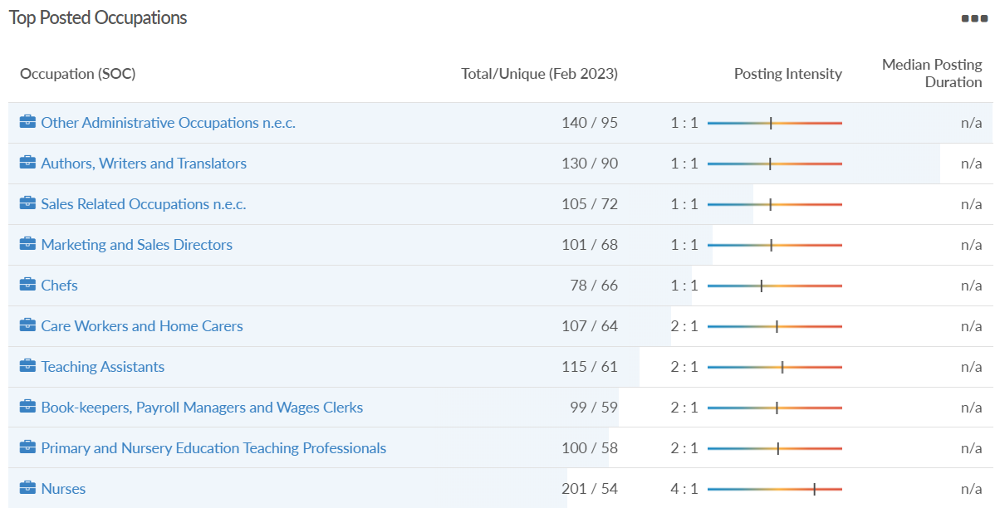 Top Posted Occupations
Occupation (SOC) Total/Unique (Feb 2023) Posting Intensity Median Posting Duration
Other Administrative Occupations n.e.c. 140 / 95 1 : 1 n/a
Authors, Writers and Translators 130 / 90 1 : 1 n/a
Sales Related Occupations n.e.c. 105 / 72 1 : 1 n/a
Marketing and Sales Directors 101 / 68 1 : 1 n/a
Chefs 78 / 66 1 : 1 n/a
Care Workers and Home Carers 107 / 64 2 : 1 n/a
Teaching Assistants 115 / 61 2 : 1 n/a
Book-keepers, Payroll Managers and Wages Clerks 99 / 59 2 : 1 n/a
Primary and Nursery Education Teaching Professionals 100 / 58 2 : 1 n/a
Nurses 201 / 54 4 : 1 n/a